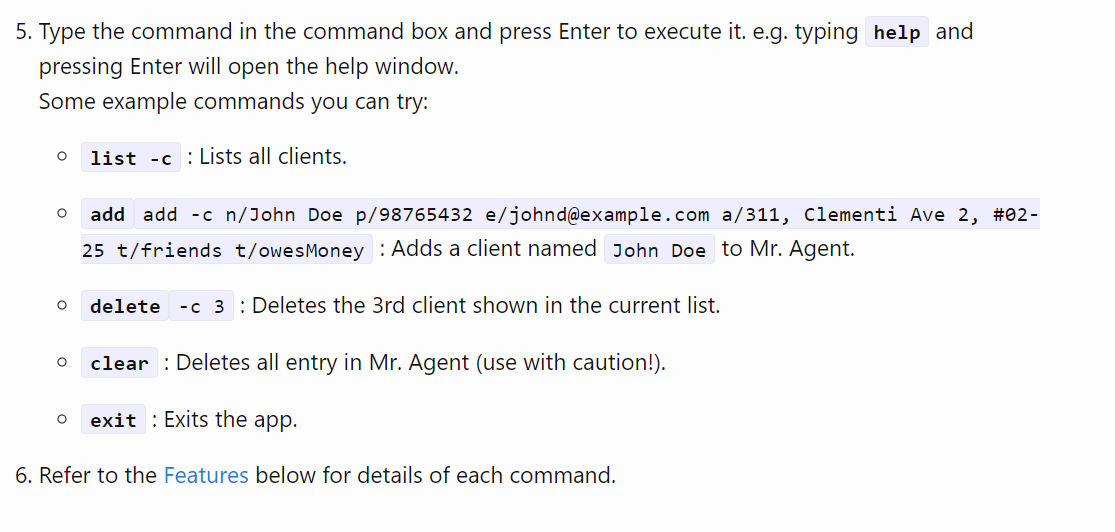 5. Type the command in the command box and press Enter to execute it. e.g. typing help and
pressing Enter will open the help window.
Some example commands you can try:
list -c : Lists all clients.
add add -c n/John Doe p/98765432 e/johnd@example.com a/311, Clementi Ave 2, #02-
25 t/friends t/owesMoney : Adds a client named John Doe to Mr. Agent.
delete -c 3 : Deletes the 3rd client shown in the current list.
clear : Deletes all entry in Mr. Agent (use with caution!).
exit : Exits the app.
6. Refer to the Features below for details of each command.